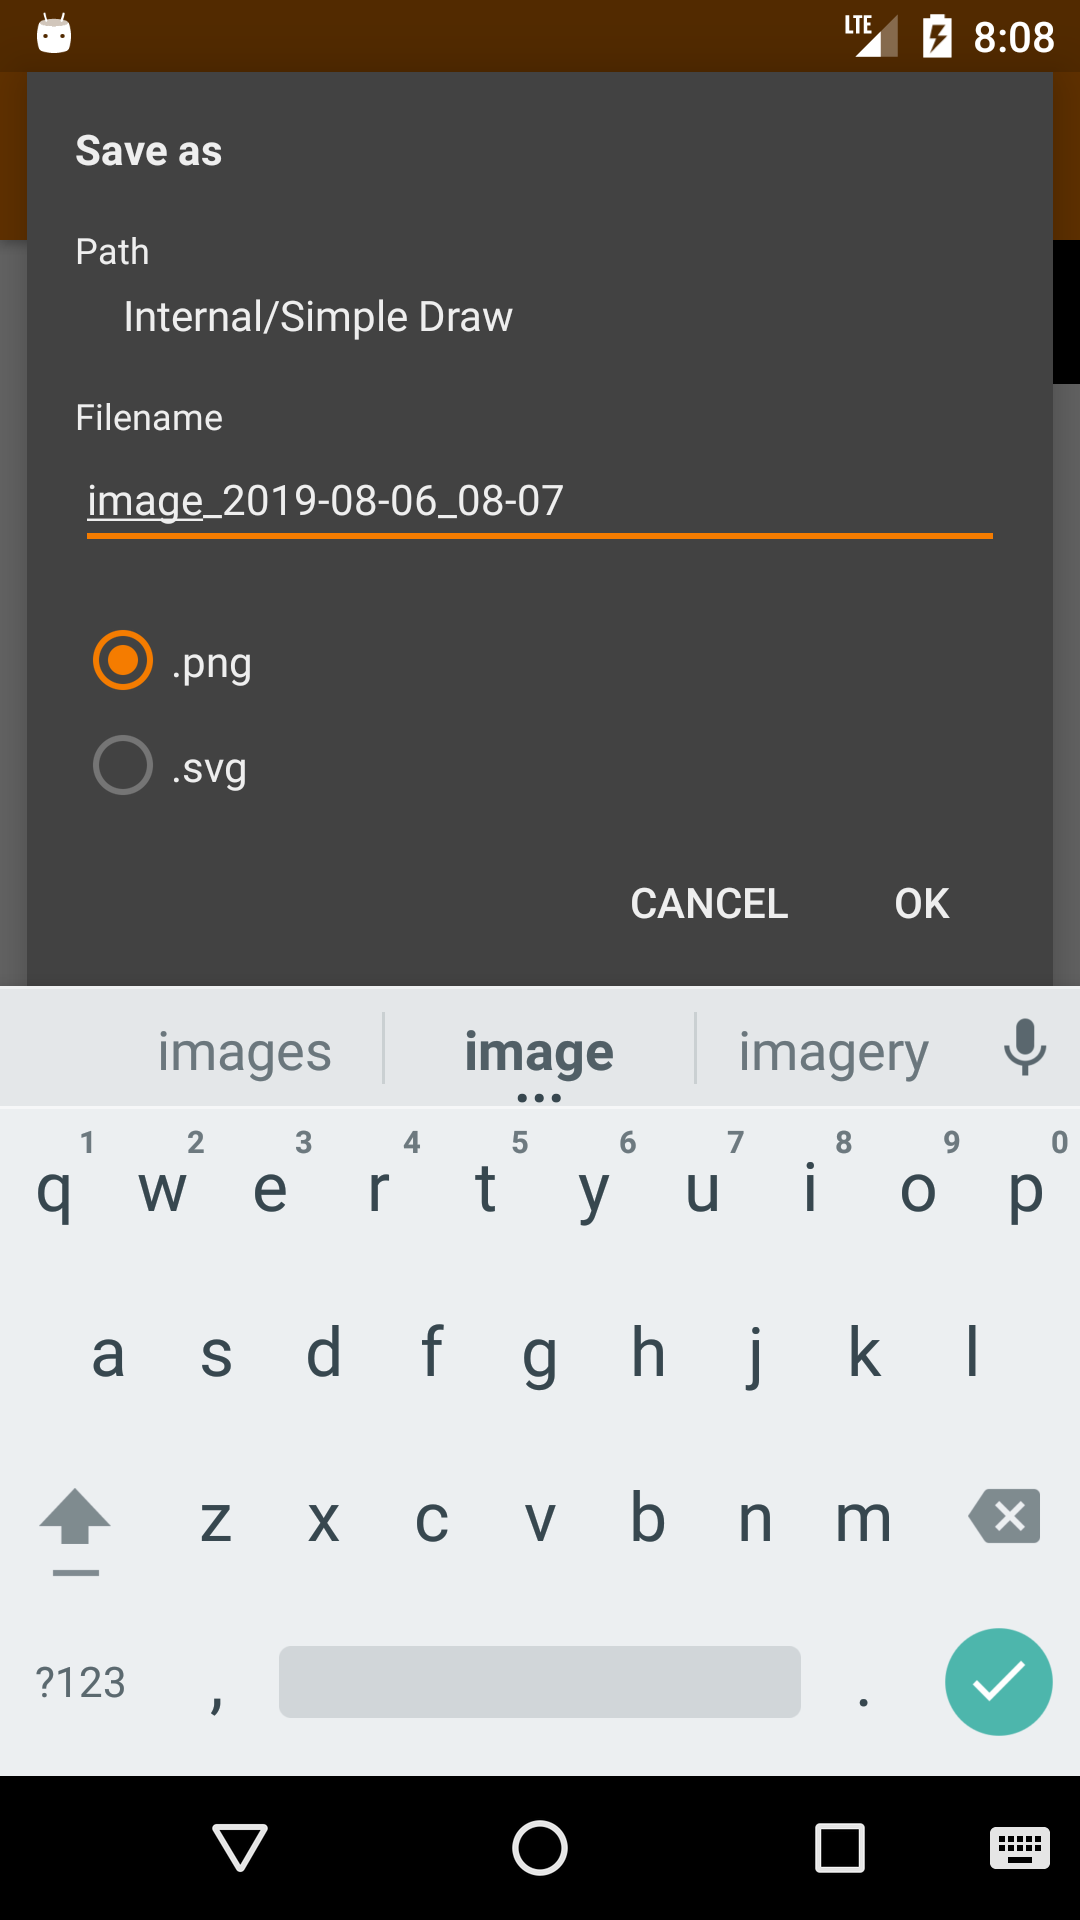 LTE 8:08
Save as
Path
Internal/Simple Draw
Filename
image_2019-08-06_08-07
.png
.svg
CANCEL OK
images image imagery
1 2 3 4 5 6 7 8 9 0
q w e r t y u i o p
a s d f g h j k l
z x c v b n m
?123 , .